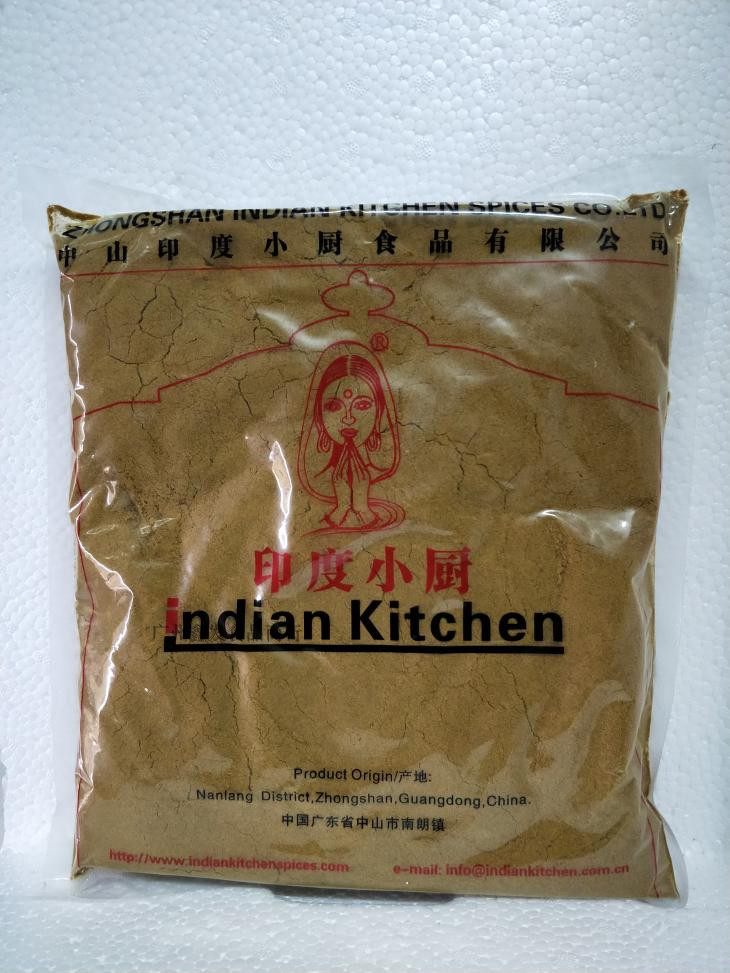 ZHONGSHAN INDIAN KITCHEN SPICES CO.LTD
中山印度小厨食品有限公司
®
印度小厨
indian Kitchen
Product Origin/产地:
Nanlang District,Zhongshan,Guangdong,China.
中国广东省中山市南朗镇
http://www.indiankitchenspices.com e-mail: info@indiankitchen.com.cn